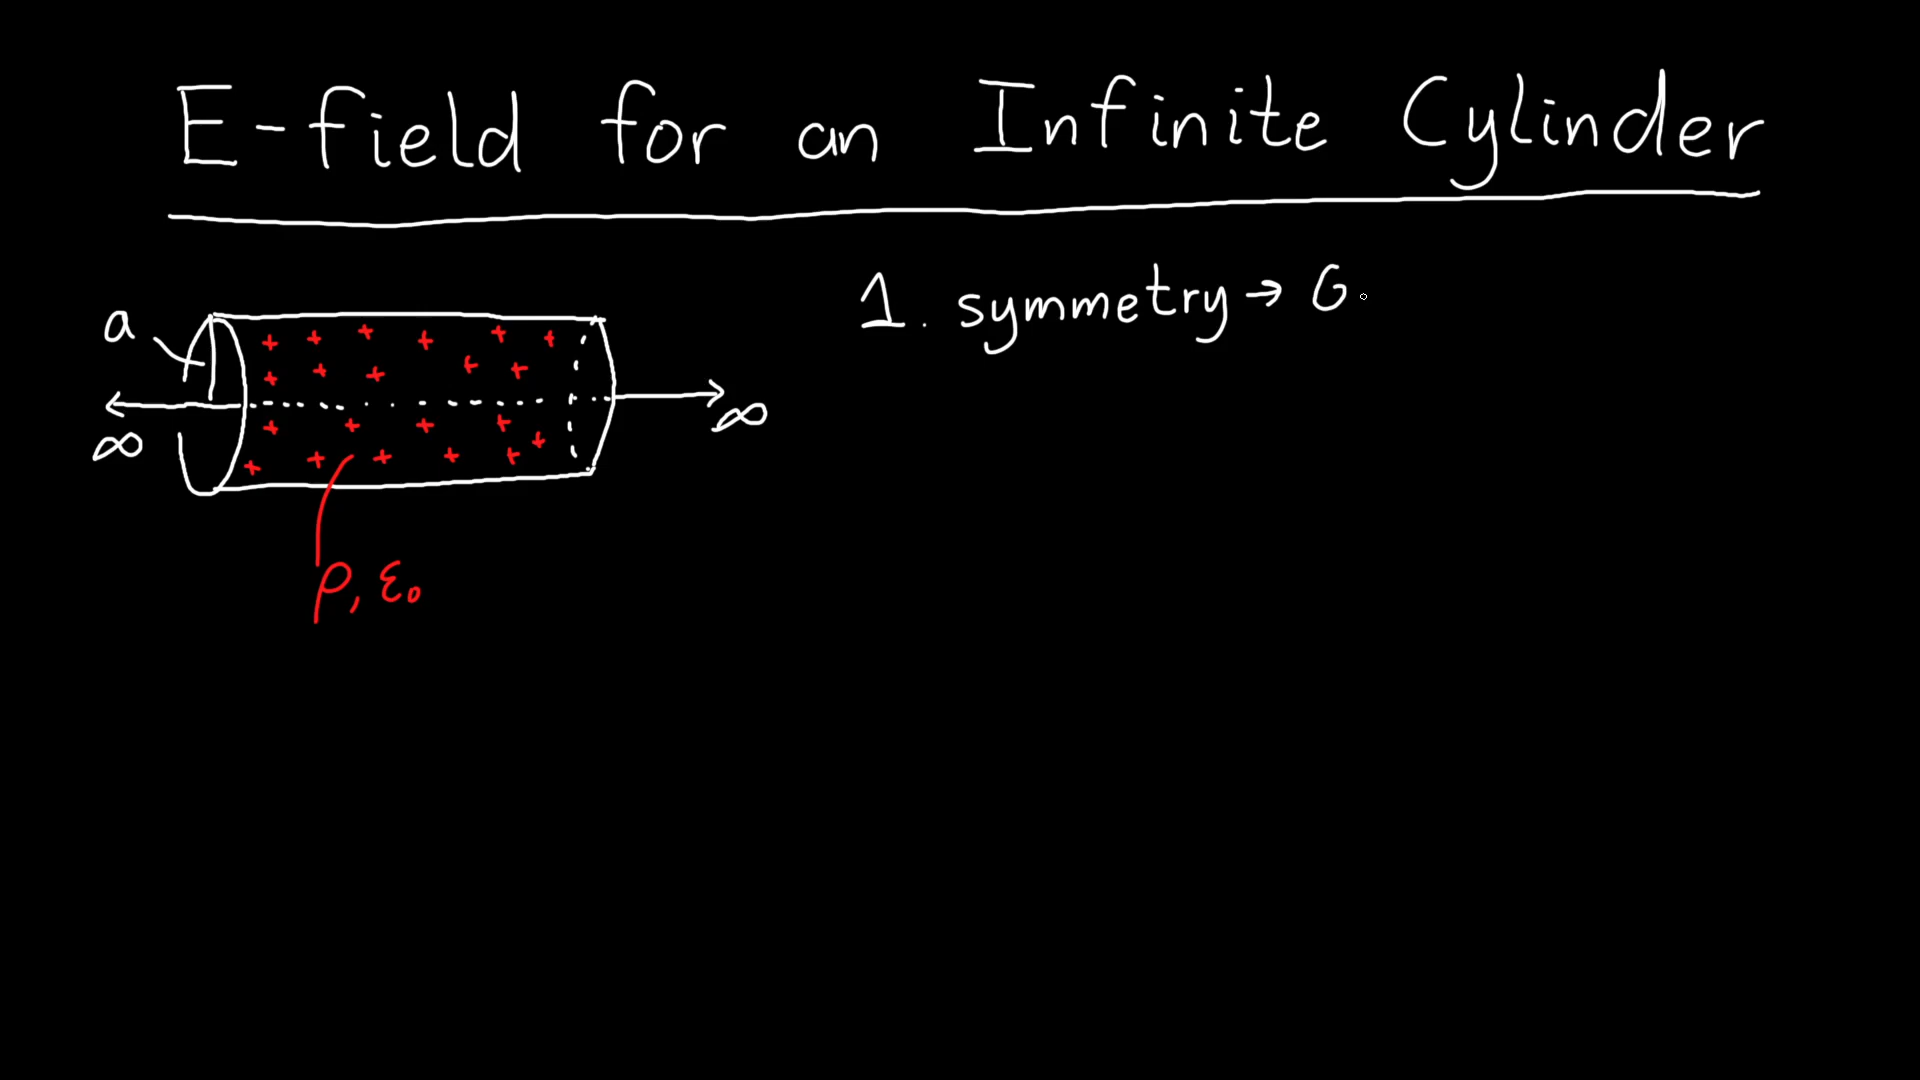 E-field for an Infinite Cylinder
1. symmetry → G
a
∞
∞
ρ, ε₀